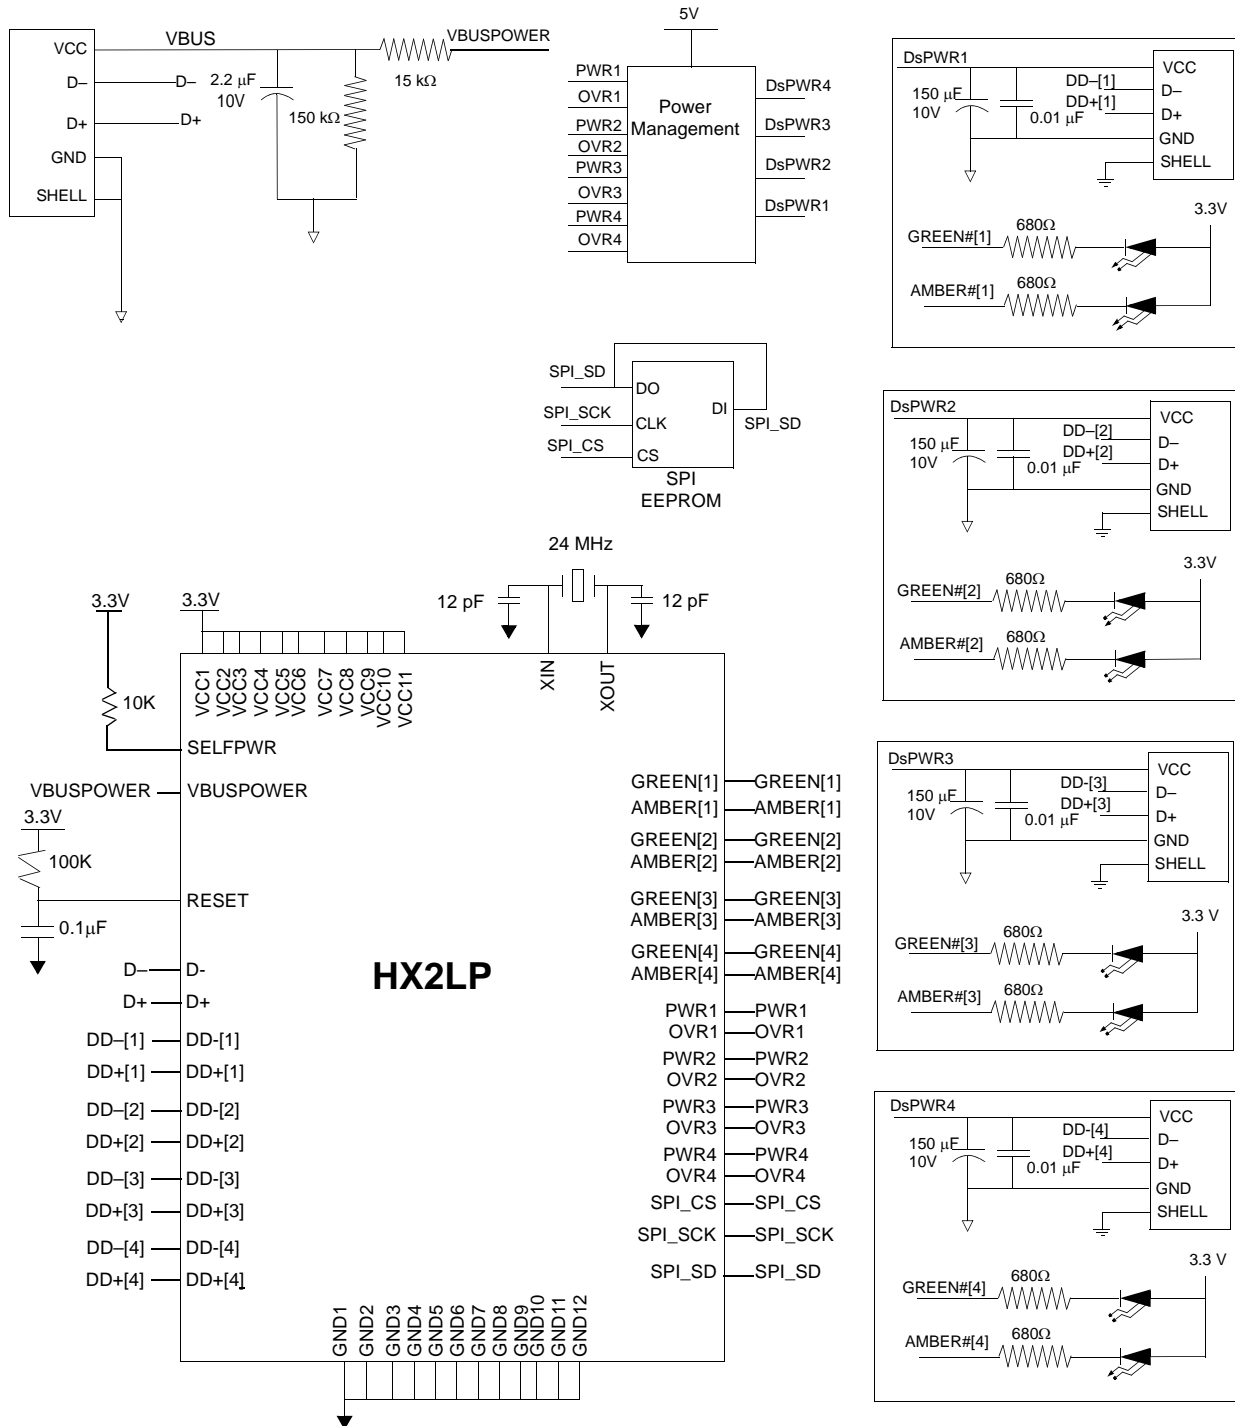 VCC
D–
D+
GND
SHELL
VBUS
D–
D+
2.2 μF
10V
150 kΩ
15 kΩ
VBUSPOWER
5V
PWR1
OVR1
PWR2
OVR2
PWR3
OVR3
PWR4
OVR4
Power
Management
DsPWR4
DsPWR3
DsPWR2
DsPWR1
SPI_SD
SPI_SCK
SPI_CS
DO
CLK
CS
DI
SPI_SD
SPI
EEPROM
DsPWR1
150 μF
10V
0.01 μF
DD–[1]
DD+[1]
VCC
D–
D+
GND
SHELL
3.3V
GREEN#[1]
680Ω
AMBER#[1]
680Ω
DsPWR2
150 μF
10V
0.01 μF
DD–[2]
DD+[2]
VCC
D–
D+
GND
SHELL
3.3V
GREEN#[2]
680Ω
AMBER#[2]
680Ω
DsPWR3
150 μF
10V
0.01 μF
DD-[3]
DD+[3]
VCC
D–
D+
GND
SHELL
3.3 V
GREEN#[3]
680Ω
AMBER#[3]
680Ω
DsPWR4
150 μF
10V
0.01 μF
DD-[4]
DD+[4]
VCC
D–
D+
GND
SHELL
3.3 V
GREEN#[4]
680Ω
AMBER#[4]
680Ω
24 MHz
12 pF
12 pF
3.3V
3.3V
10K
VCC1
VCC2
VCC3
VCC4
VCC5
VCC6
VCC7
VCC8
VCC9
VCC10
VCC11
XIN
XOUT
SELFPWR
VBUSPOWER
VBUSPOWER
3.3V
100K
RESET
0.1μF
HX2LP
D–
D-
D+
D+
DD–[1]
DD-[1]
DD+[1]
DD+[1]
DD–[2]
DD-[2]
DD+[2]
DD+[2]
DD–[3]
DD-[3]
DD+[3]
DD+[3]
DD–[4]
DD-[4]
DD+[4]
DD+[4]
GREEN[1]
GREEN[1]
AMBER[1]
AMBER[1]
GREEN[2]
GREEN[2]
AMBER[2]
AMBER[2]
GREEN[3]
GREEN[3]
AMBER[3]
AMBER[3]
GREEN[4]
GREEN[4]
AMBER[4]
AMBER[4]
PWR1
PWR1
OVR1
OVR1
PWR2
PWR2
OVR2
OVR2
PWR3
PWR3
OVR3
OVR3
PWR4
PWR4
OVR4
OVR4
SPI_CS
SPI_CS
SPI_SCK
SPI_SCK
SPI_SD
SPI_SD
GND1
GND2
GND3
GND4
GND5
GND6
GND7
GND8
GND9
GND10
GND11
GND12